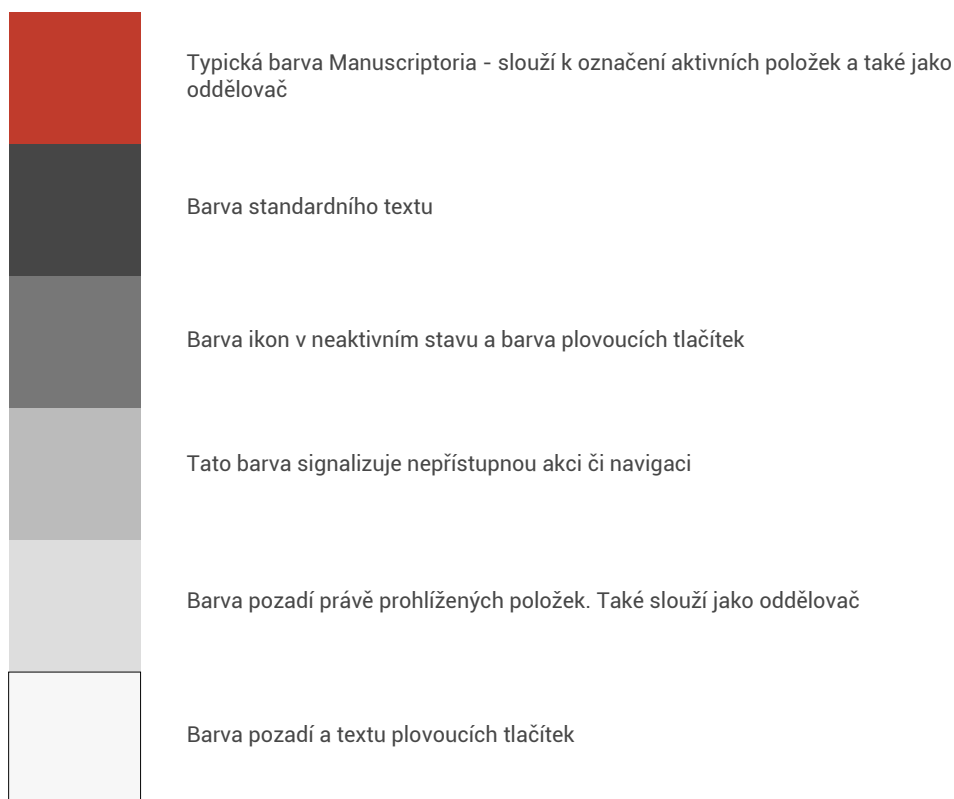 Typická barva Manuscriptoria - slouží k označení aktivních položek a také jako
oddělovač
Barva standardního textu
Barva ikon v neaktivním stavu a barva plovoucích tlačítek
Tato barva signalizuje nepřístupnou akci či navigaci
Barva pozadí právě prohlížených položek. Také slouží jako oddělovač
Barva pozadí a textu plovoucích tlačítek